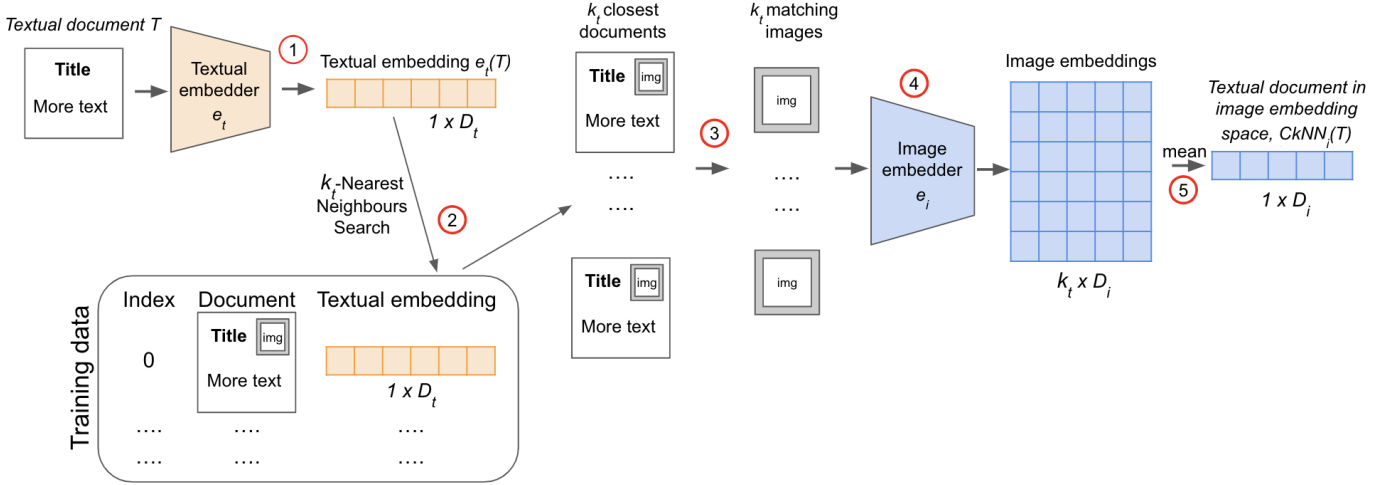 Textual document T
Title
More text
Textual
embedder
e_t
1
Textual embedding e_t(T)
1 x D_t
k_t-Nearest
Neighbours
Search
2
Training data
Index
Document
Textual embedding
0
Title
img
More text
1 x D_t
....
....
....
....
....
....
k_t closest
documents
Title
img
More text
....
....
Title
img
More text
3
k_t matching
images
img
....
....
img
4
Image
embedder
e_i
Image embeddings
k_t x D_i
mean
5
Textual document in
image embedding
space, CkNN_i(T)
1 x D_i